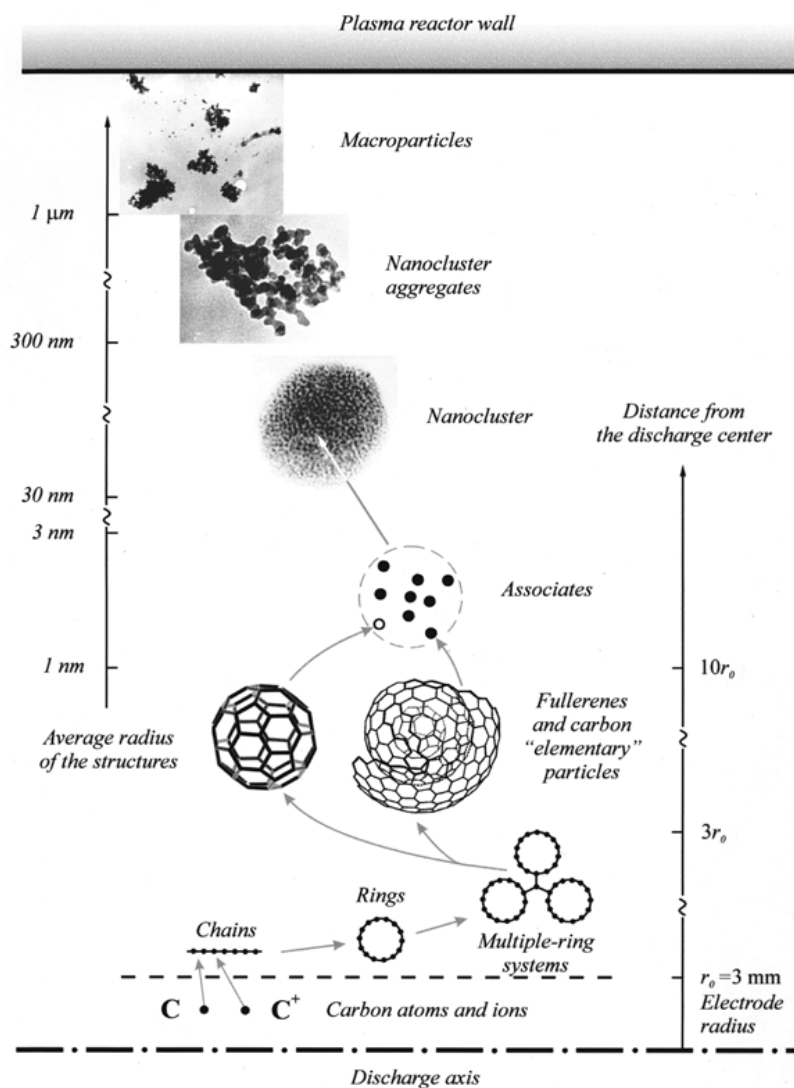 Plasma reactor wall
Macroparticles
1 μm
Nanocluster
aggregates
300 nm
Nanocluster
Distance from
the discharge center
30 nm
3 nm
Associates
1 nm
10r₀
Average radius
of the structures
Fullerenes
and carbon
“elementary”
particles
3r₀
Rings
Chains
Multiple-ring
systems
r₀ =3 mm
Electrode
radius
C
C⁺
Carbon atoms and ions
Discharge axis